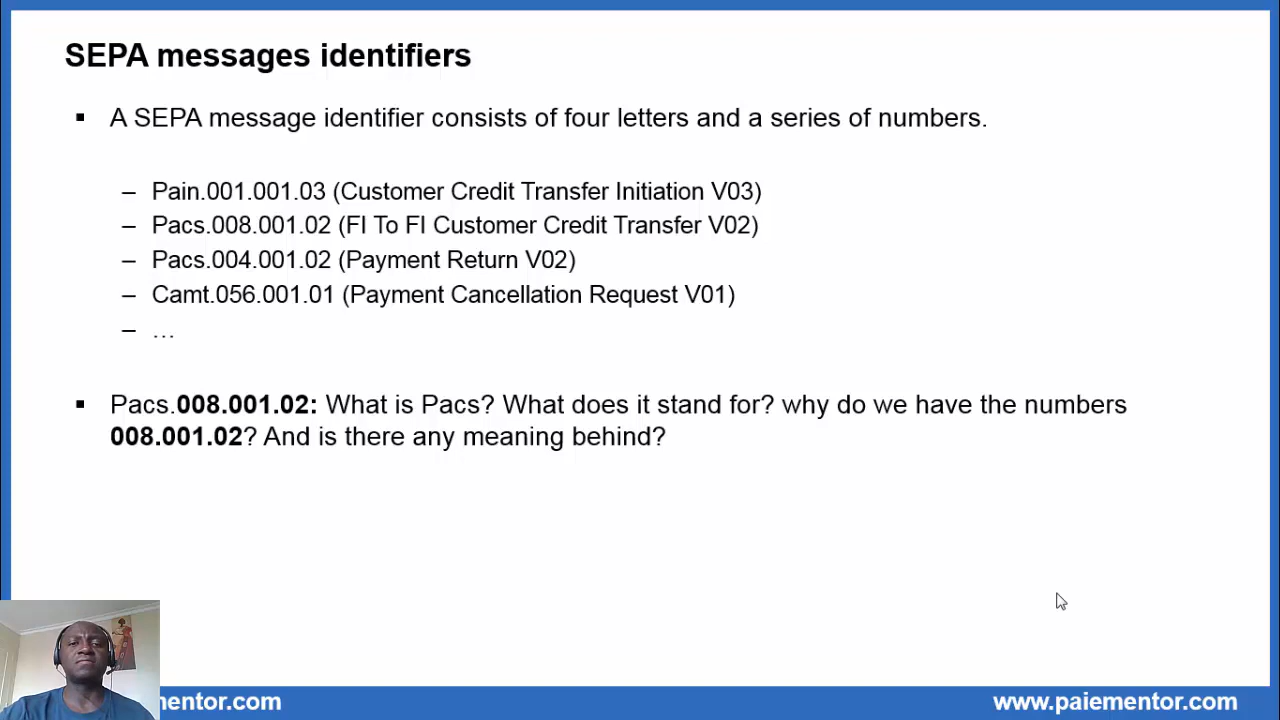 SEPA messages identifiers
▪ A SEPA message identifier consists of four letters and a series of numbers.
– Pain.001.001.03 (Customer Credit Transfer Initiation V03)
– Pacs.008.001.02 (FI To FI Customer Credit Transfer V02)
– Pacs.004.001.02 (Payment Return V02)
– Camt.056.001.01 (Payment Cancellation Request V01)
– …
▪ Pacs.008.001.02: What is Pacs? What does it stand for? why do we have the numbers
008.001.02? And is there any meaning behind?
mentor.com www.paiementor.com